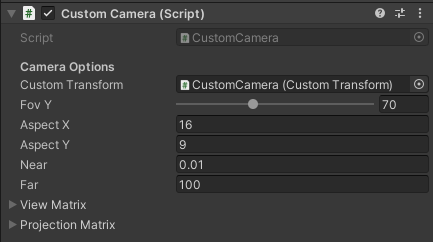 Custom Camera (Script)
Script CustomCamera
Camera Options
Custom Transform CustomCamera (Custom Transform)
Fov Y 70
Aspect X 16
Aspect Y 9
Near 0.01
Far 100
View Matrix
Projection Matrix